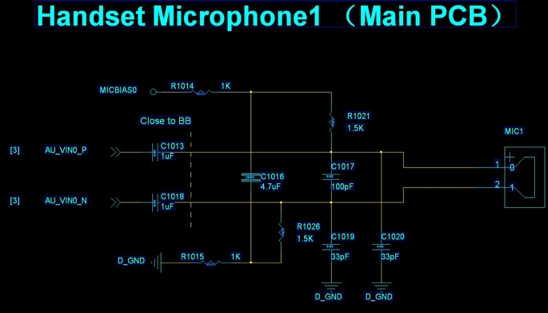 Handset Microphone1 （Main PCB）
MICBIAS0
R1014 1K
Close to BB
R1021
1.5K
MIC1
[3] AU_VIN0_P
C1013
1uF
C1017
100pF
1 0
C1016
4.7uF
2 1
[3] AU_VIN0_N
C1018
1uF
R1026
1.5K
C1019
33pF
C1020
33pF
D_GND
R1015 1K
D_GND D_GND